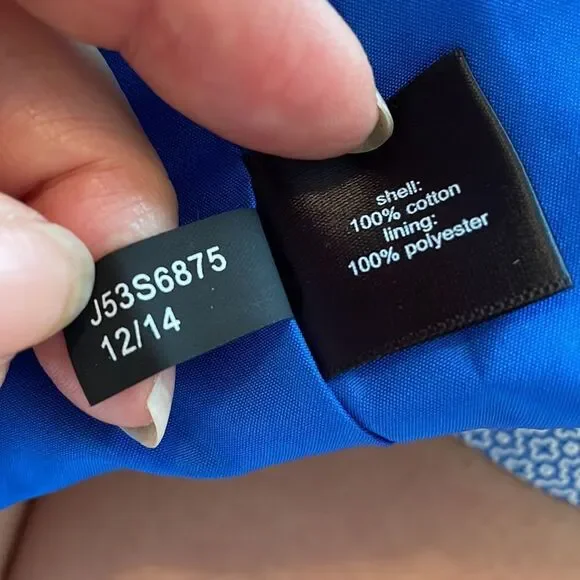 J53S6875
12/14
shell:
100% cotton
lining:
100% polyester